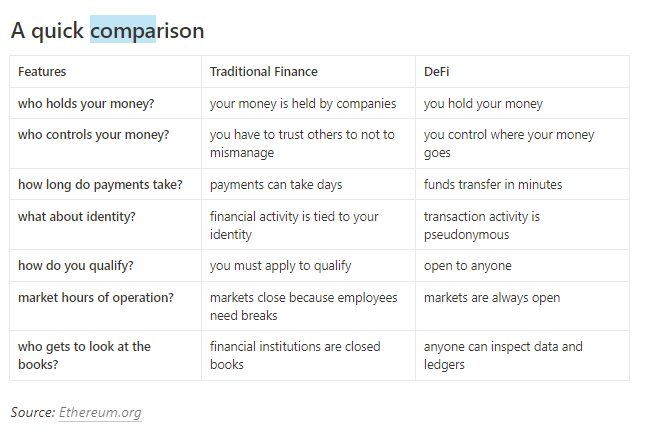 A quick comparison
Features Traditional Finance DeFi
who holds your money? your money is held by companies you hold your money
who controls your money? you have to trust others to not to mismanage you control where your money goes
how long do payments take? payments can take days funds transfer in minutes
what about identity? financial activity is tied to your identity transaction activity is pseudonymous
how do you qualify? you must apply to qualify open to anyone
market hours of operation? markets close because employees need breaks markets are always open
who gets to look at the books? financial institutions are closed books anyone can inspect data and ledgers
Source: Ethereum.org